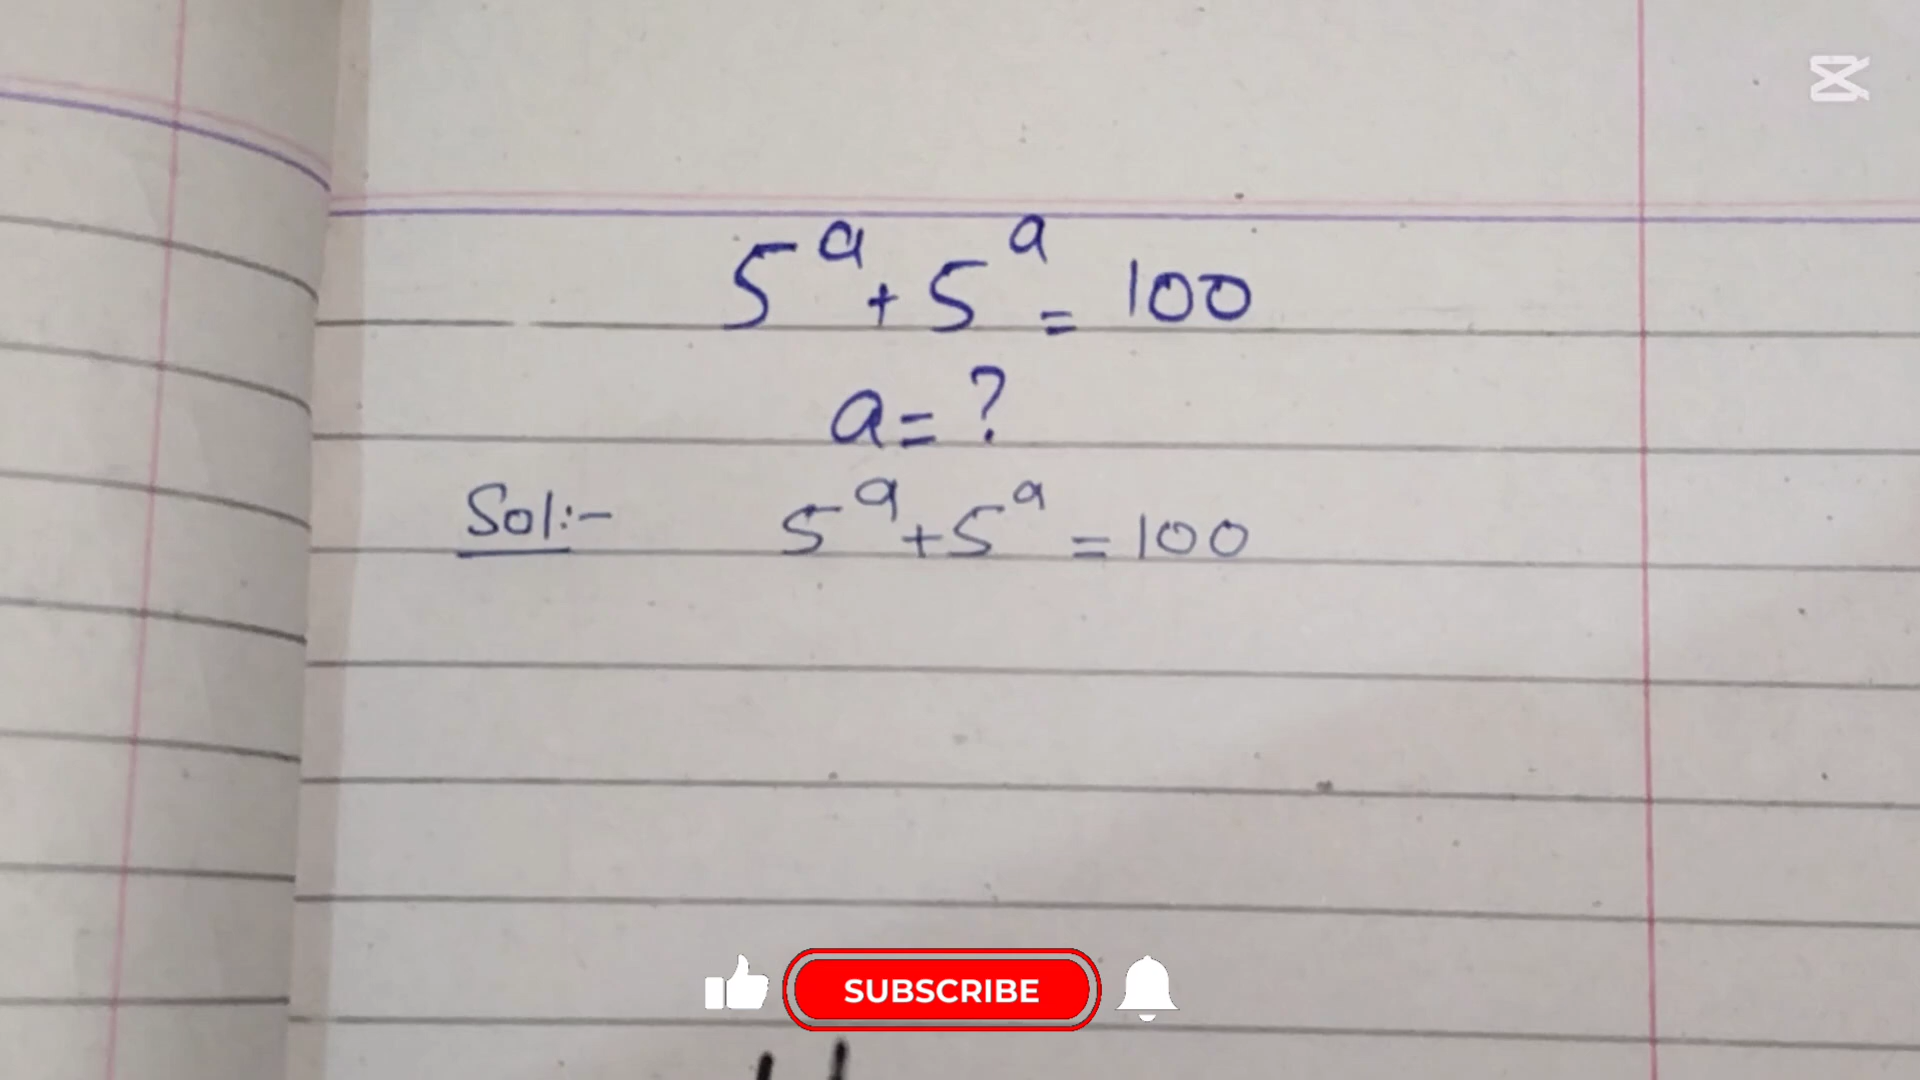 5^a + 5^a = 100
a = ?
Sol:- 5^a + 5^a = 100
SUBSCRIBE